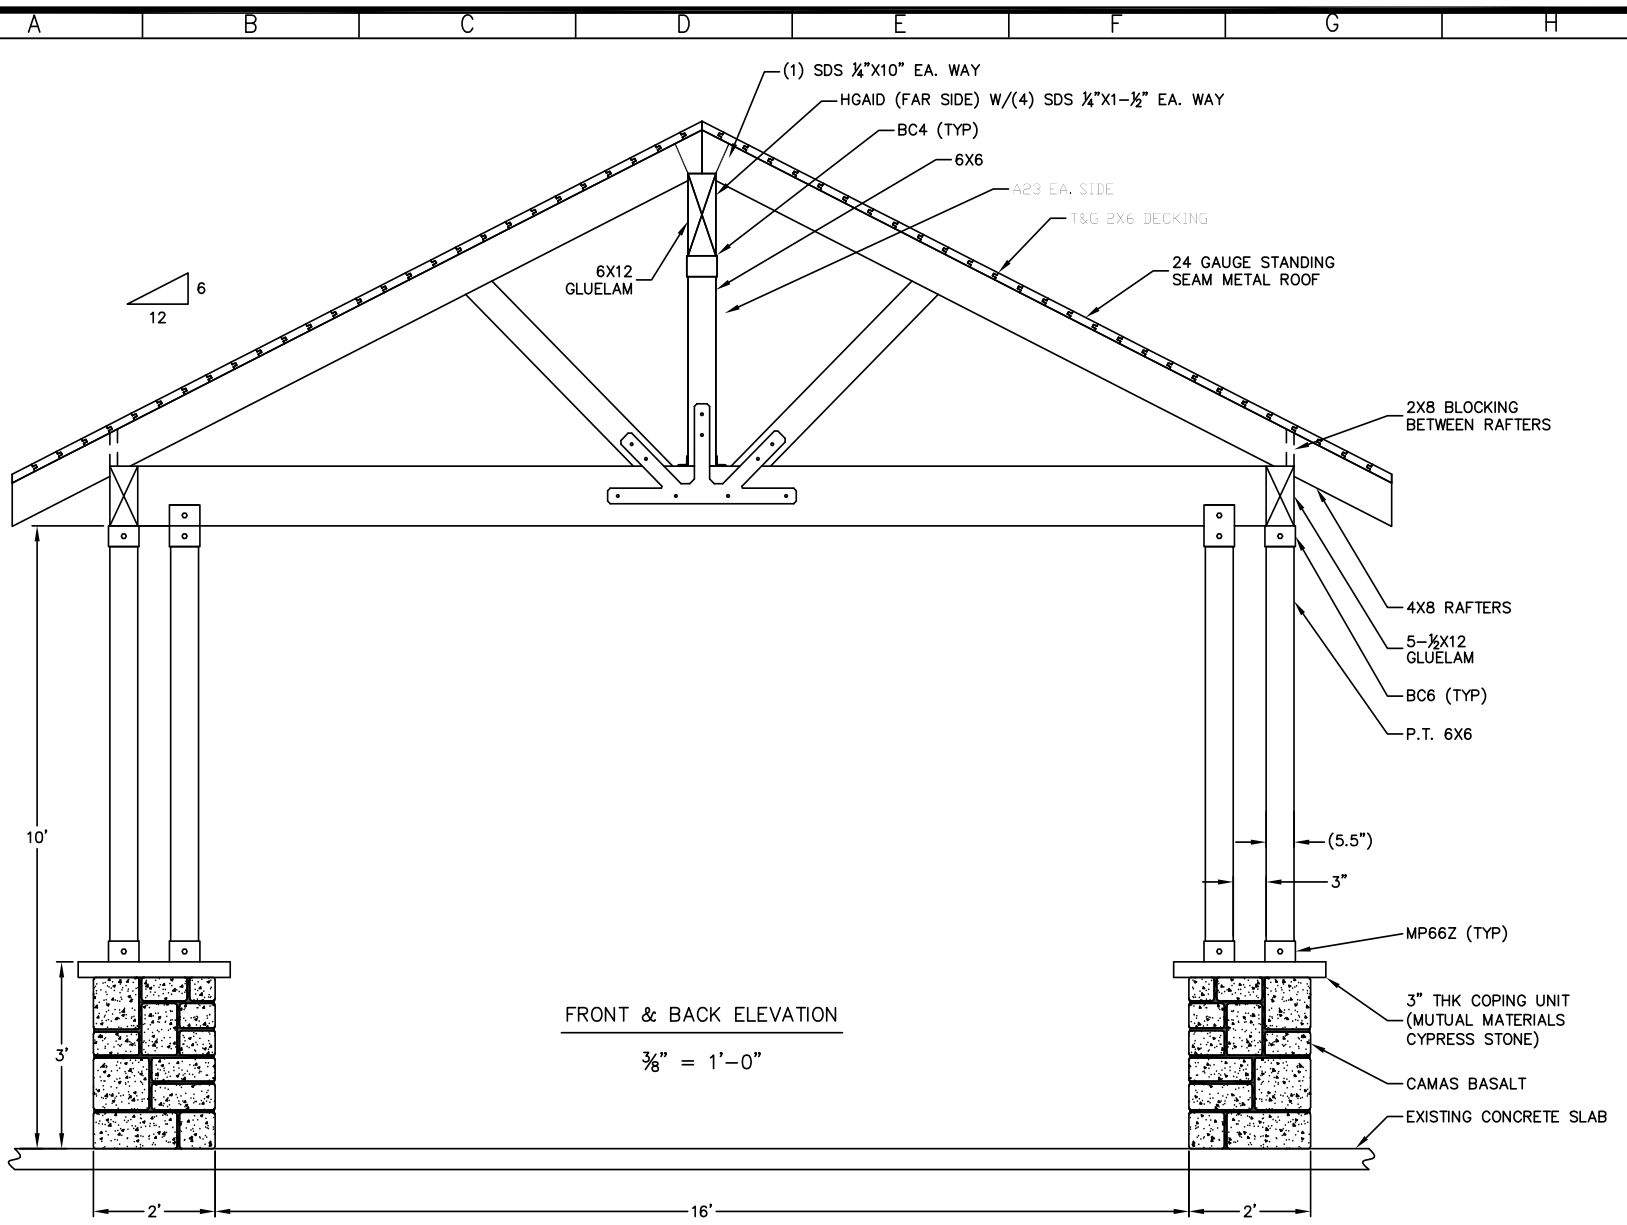 A B C D E F G H
(1) SDS ¼"X10" EA. WAY
HGAID (FAR SIDE) W/(4) SDS ¼"X1-½" EA. WAY
BC4 (TYP)
6X6
A23 EA. SIDE
T&G 2X6 DECKING
24 GAUGE STANDING
SEAM METAL ROOF
6X12
GLUELAM
6
12
2X8 BLOCKING
BETWEEN RAFTERS
4X8 RAFTERS
5-½X12
GLUELAM
BC6 (TYP)
P.T. 6X6
10'
(5.5")
3"
MP66Z (TYP)
3" THK COPING UNIT
(MUTUAL MATERIALS
CYPRESS STONE)
FRONT & BACK ELEVATION
⅜" = 1'-0"
3'
CAMAS BASALT
EXISTING CONCRETE SLAB
2'
16'
2'